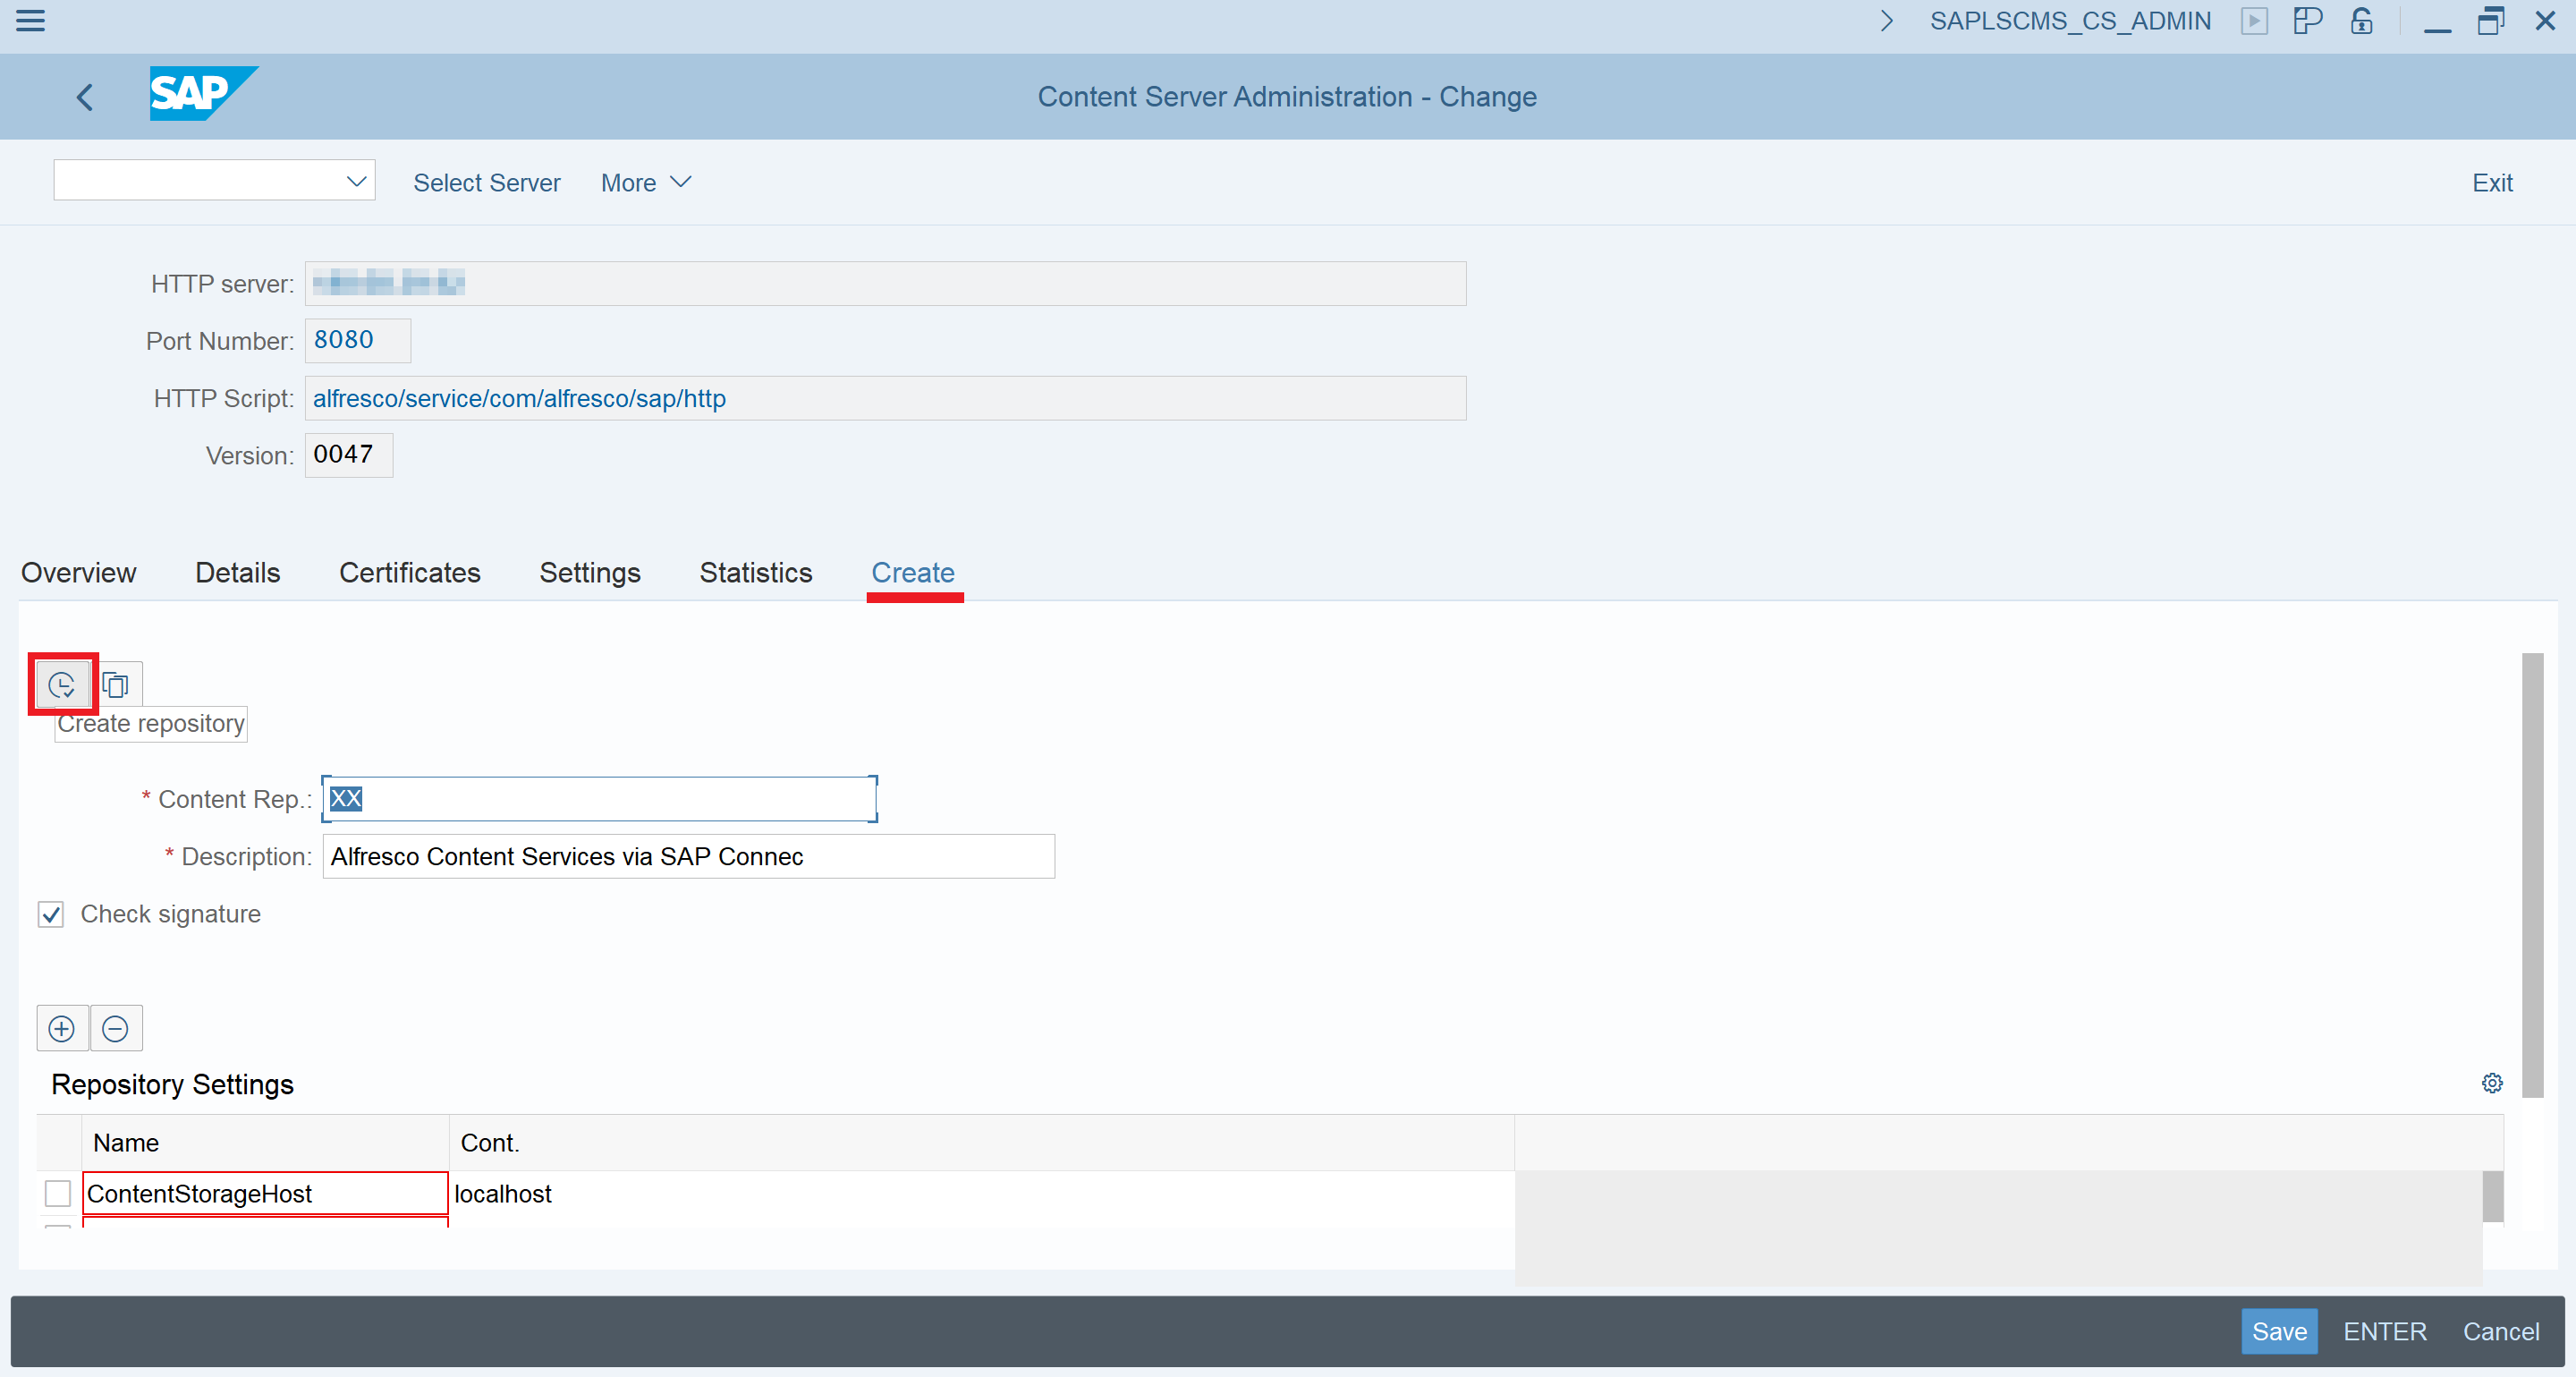 SAPLSCMS_CS_ADMIN
SAP
Content Server Administration - Change
Select Server More Exit
HTTP server:
Port Number: 8080
HTTP Script: alfresco/service/com/alfresco/sap/http
Version: 0047
Overview Details Certificates Settings Statistics Create
Create repository
* Content Rep.: XX
* Description: Alfresco Content Services via SAP Connec
Check signature
Repository Settings
Name Cont.
ContentStorageHost localhost
Save ENTER Cancel